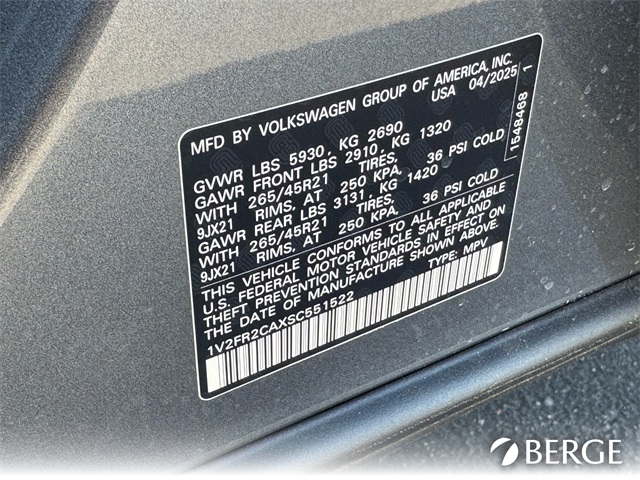 MFD BY VOLKSWAGEN GROUP OF AMERICA, INC.
USA 04/2025
GVWR LBS 5930, KG 2690
GAWR FRONT LBS 2910, KG 1320
WITH 265/45R21 TIRES,
9JX21 RIMS, AT 250 KPA, 36 PSI COLD
GAWR REAR LBS 3131, KG 1420
WITH 265/45R21 TIRES,
9JX21 RIMS, AT 250 KPA, 36 PSI COLD
THIS VEHICLE CONFORMS TO ALL APPLICABLE
U.S. FEDERAL MOTOR VEHICLE SAFETY AND
THEFT PREVENTION STANDARDS IN EFFECT ON
DATE OF MANUFACTURE SHOWN ABOVE.
TYPE: MPV
1V2FR2CAXSC551522
1548468 1
BERGE